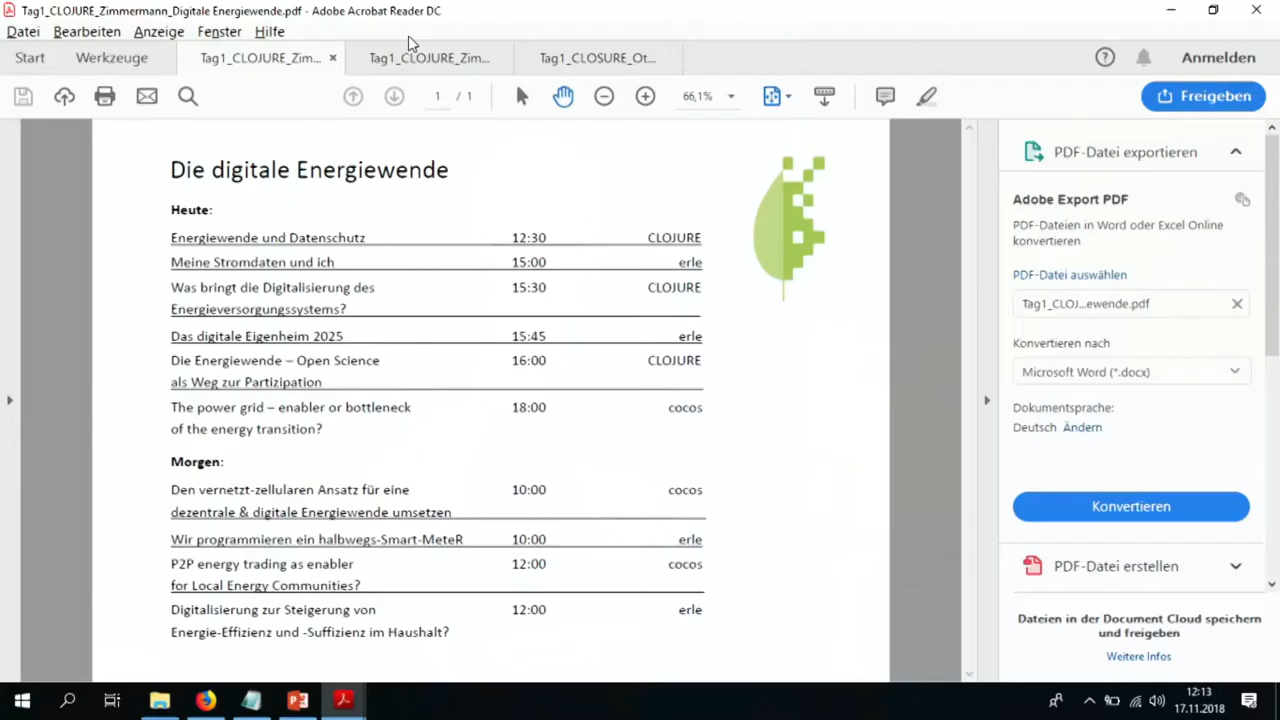 Tag1_CLOJURE_Zimmermann_Digitale Energiewende.pdf - Adobe Acrobat Reader DC
Datei Bearbeiten Anzeige Fenster Hilfe
Start Werkzeuge Tag1_CLOJURE_Zim... Tag1_CLOJURE_Zim... Tag1_CLOSURE_Ot... Anmelden
1 / 1 66,1% Freigeben
Die digitale Energiewende
Heute:
Energiewende und Datenschutz 12:30 CLOJURE
Meine Stromdaten und ich 15:00 erle
Was bringt die Digitalisierung des 15:30 CLOJURE
Energieversorgungssystems?
Das digitale Eigenheim 2025 15:45 erle
Die Energiewende – Open Science 16:00 CLOJURE
als Weg zur Partizipation
The power grid – enabler or bottleneck 18:00 cocos
of the energy transition?
Morgen:
Den vernetzt-zellularen Ansatz für eine 10:00 cocos
dezentrale & digitale Energiewende umsetzen
Wir programmieren ein halbwegs-Smart-MeteR 10:00 erle
P2P energy trading as enabler 12:00 cocos
for Local Energy Communities?
Digitalisierung zur Steigerung von 12:00 erle
Energie-Effizienz und -Suffizienz im Haushalt?
PDF-Datei exportieren
Adobe Export PDF
PDF-Dateien in Word oder Excel Online
konvertieren
PDF-Datei auswählen
Tag1_CLOJ...ewende.pdf
Konvertieren nach
Microsoft Word (*.docx)
Dokumentsprache:
Deutsch Ändern
Konvertieren
PDF-Datei erstellen
Dateien in der Document Cloud speichern
und freigeben
Weitere Infos
12:13
17.11.2018